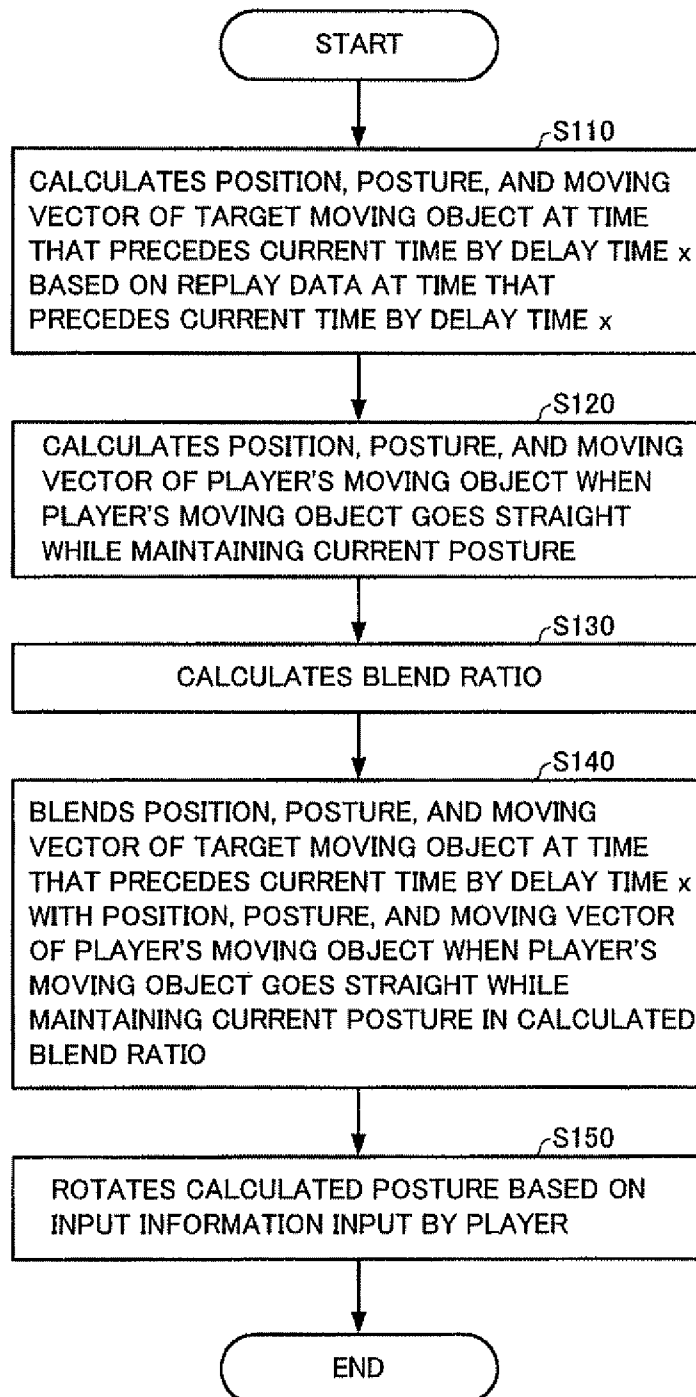 START
S110
CALCULATES POSITION, POSTURE, AND MOVING
VECTOR OF TARGET MOVING OBJECT AT TIME
THAT PRECEDES CURRENT TIME BY DELAY TIME x
BASED ON REPLAY DATA AT TIME THAT
PRECEDES CURRENT TIME BY DELAY TIME x
S120
CALCULATES POSITION, POSTURE, AND MOVING
VECTOR OF PLAYER'S MOVING OBJECT WHEN
PLAYER'S MOVING OBJECT GOES STRAIGHT
WHILE MAINTAINING CURRENT POSTURE
S130
CALCULATES BLEND RATIO
S140
BLENDS POSITION, POSTURE, AND MOVING
VECTOR OF TARGET MOVING OBJECT AT TIME
THAT PRECEDES CURRENT TIME BY DELAY TIME x
WITH POSITION, POSTURE, AND MOVING VECTOR
OF PLAYER'S MOVING OBJECT WHEN PLAYER'S
MOVING OBJECT GOES STRAIGHT WHILE
MAINTAINING CURRENT POSTURE IN CALCULATED
BLEND RATIO
S150
ROTATES CALCULATED POSTURE BASED ON
INPUT INFORMATION INPUT BY PLAYER
END